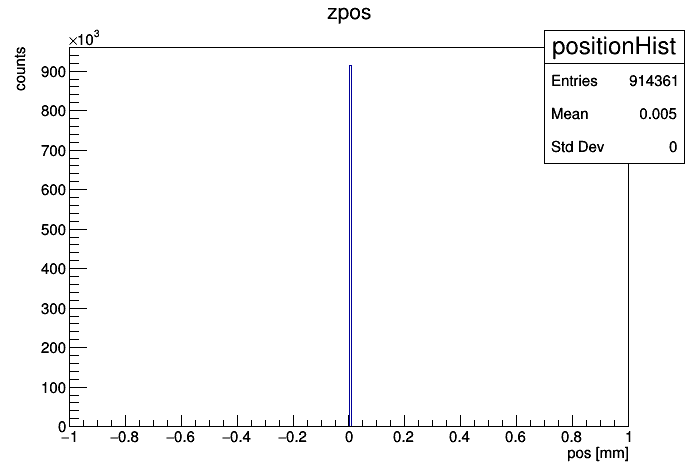 zpos
×10³
counts
positionHist
Entries 914361
Mean 0.005
Std Dev 0
900
800
700
600
500
400
300
200
100
0
−1 −0.8 −0.6 −0.4 −0.2 0 0.2 0.4 0.6 0.8 1
pos [mm]